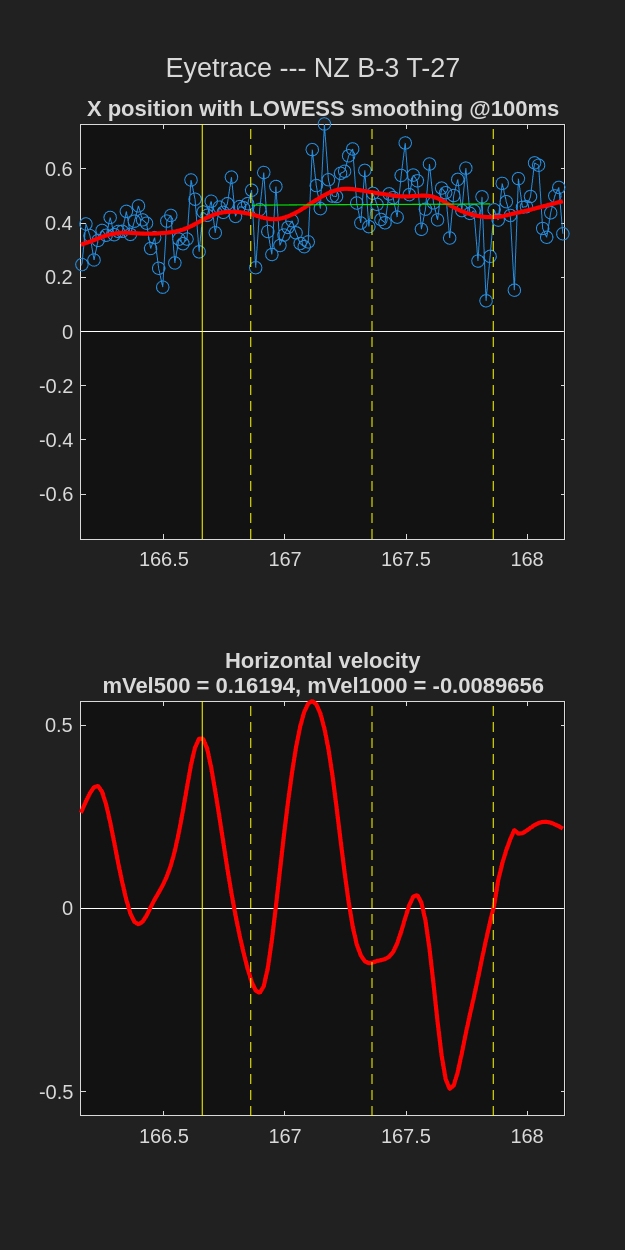 Eyetrace --- NZ B-3 T-27
X position with LOWESS smoothing @100ms
0.6
0.4
0.2
0
-0.2
-0.4
-0.6
166.5 167 167.5 168
Horizontal velocity
mVel500 = 0.16194, mVel1000 = -0.0089656
0.5
0
-0.5
166.5 167 167.5 168